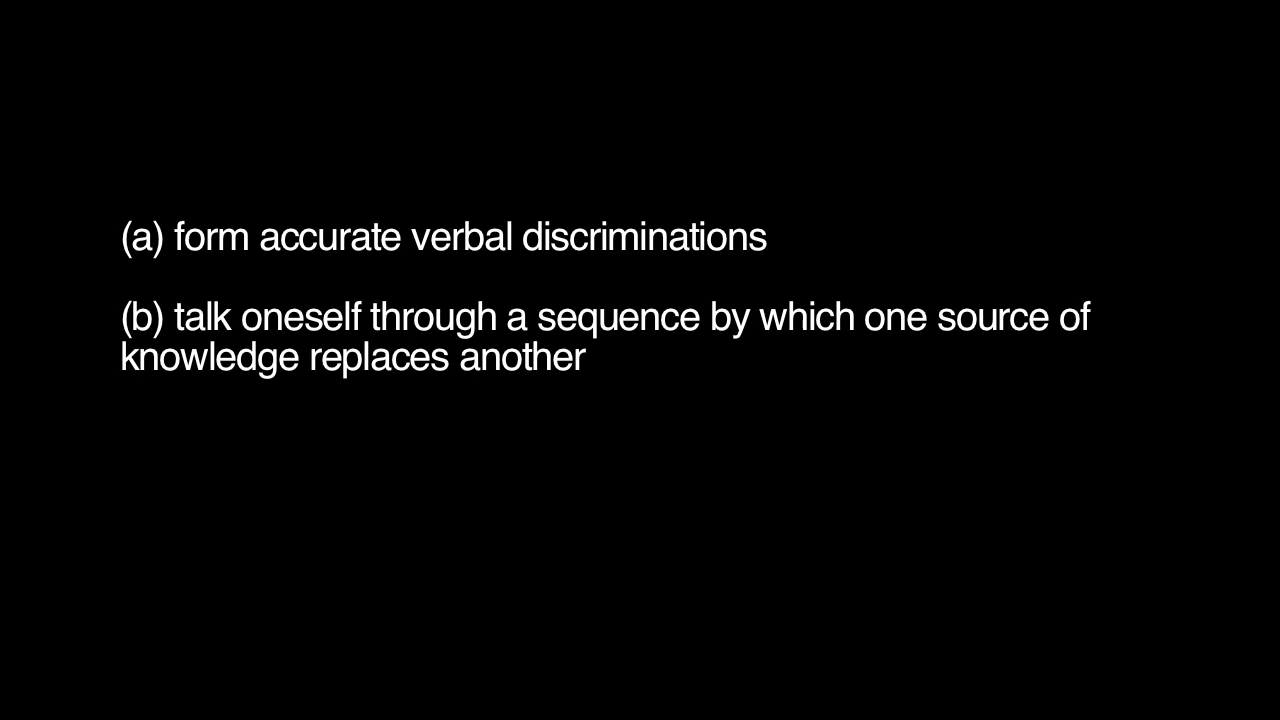 (a) form accurate verbal discriminations
(b) talk oneself through a sequence by which one source of
knowledge replaces another